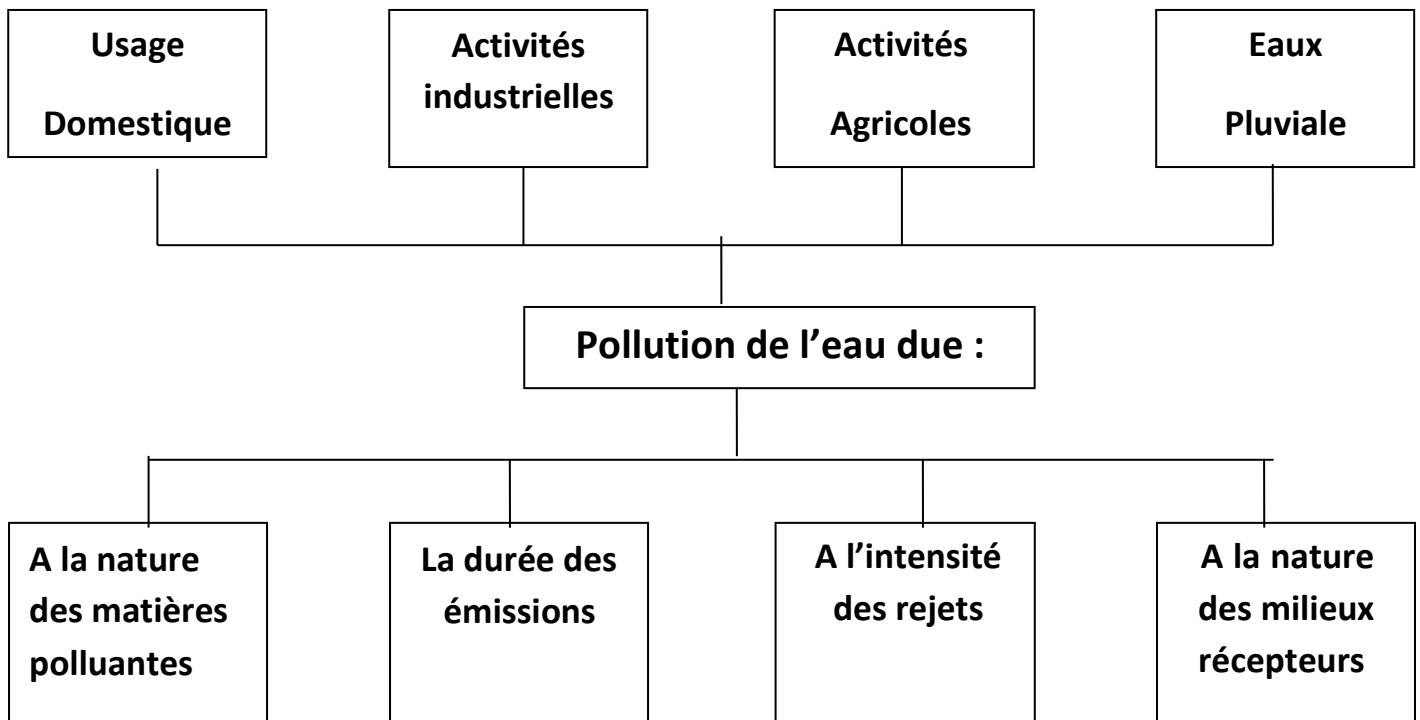 Usage
Domestique
Activités
industrielles
Activités
Agricoles
Eaux
Pluviale
Pollution de l’eau due :
A la nature
des matières
polluantes
La durée des
émissions
A l’intensité
des rejets
A la nature
des milieux
récepteurs